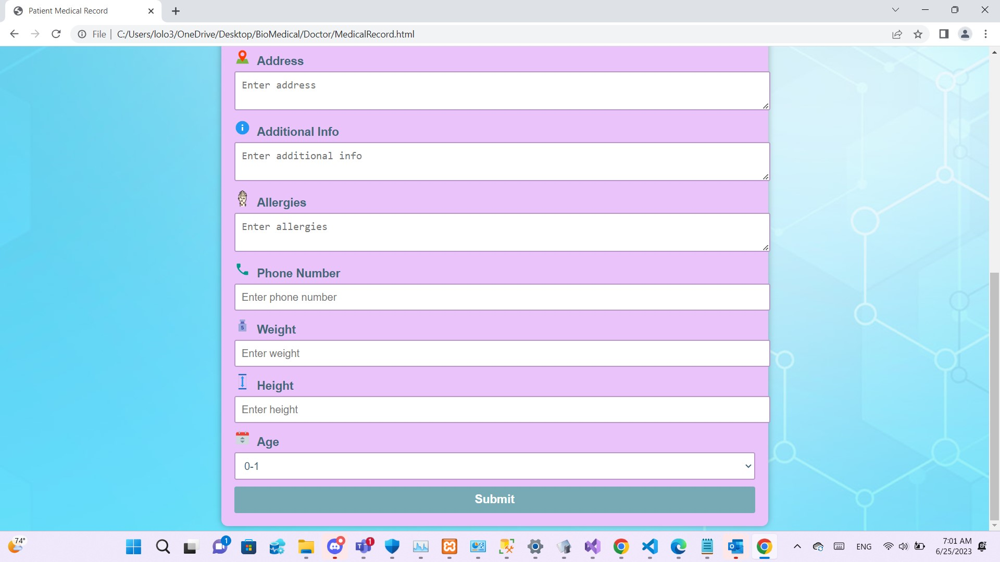 Patient Medical Record
File
C:/Users/lolo3/OneDrive/Desktop/BioMedical/Doctor/MedicalRecord.html
Address
Enter address
Additional Info
Enter additional info
Allergies
Enter allergies
Phone Number
Enter phone number
5
Weight
Enter weight
Height
Enter height
Age
0-1
Submit
74°
1
1
ENG
7:01 AM
6/25/2023